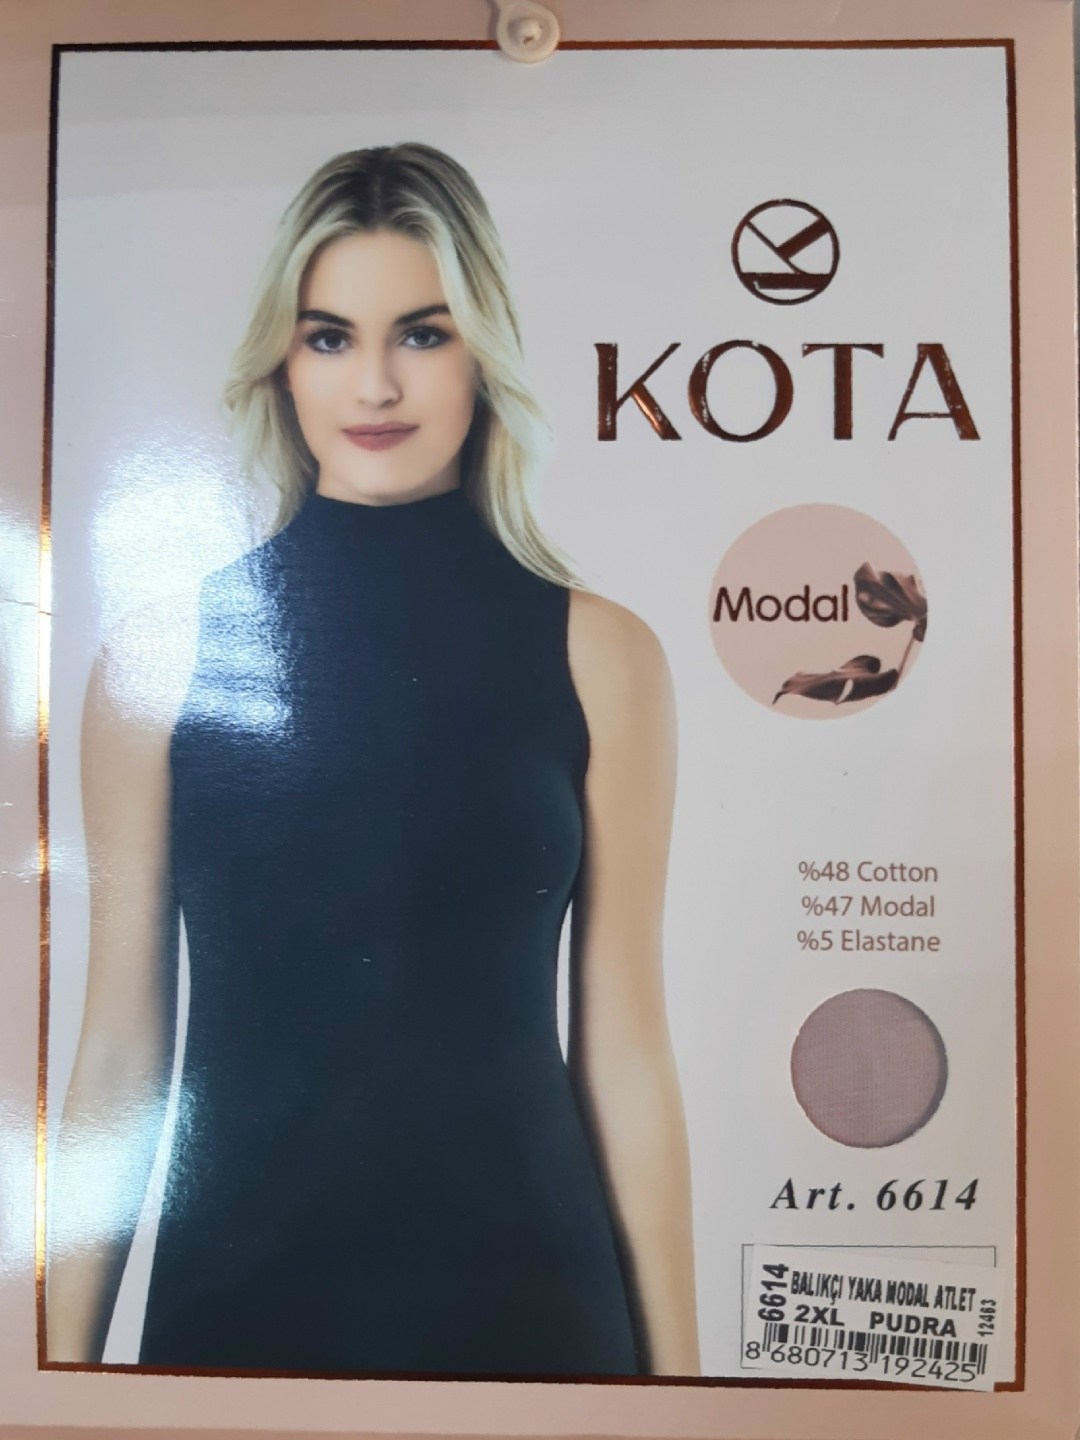 KOTA
Modal
%48 Cotton
%47 Modal
%5 Elastane
Art. 6614
6614
BALIKÇI YAKA MODAL ATLET
2XL PUDRA
12463
8 680713 192425